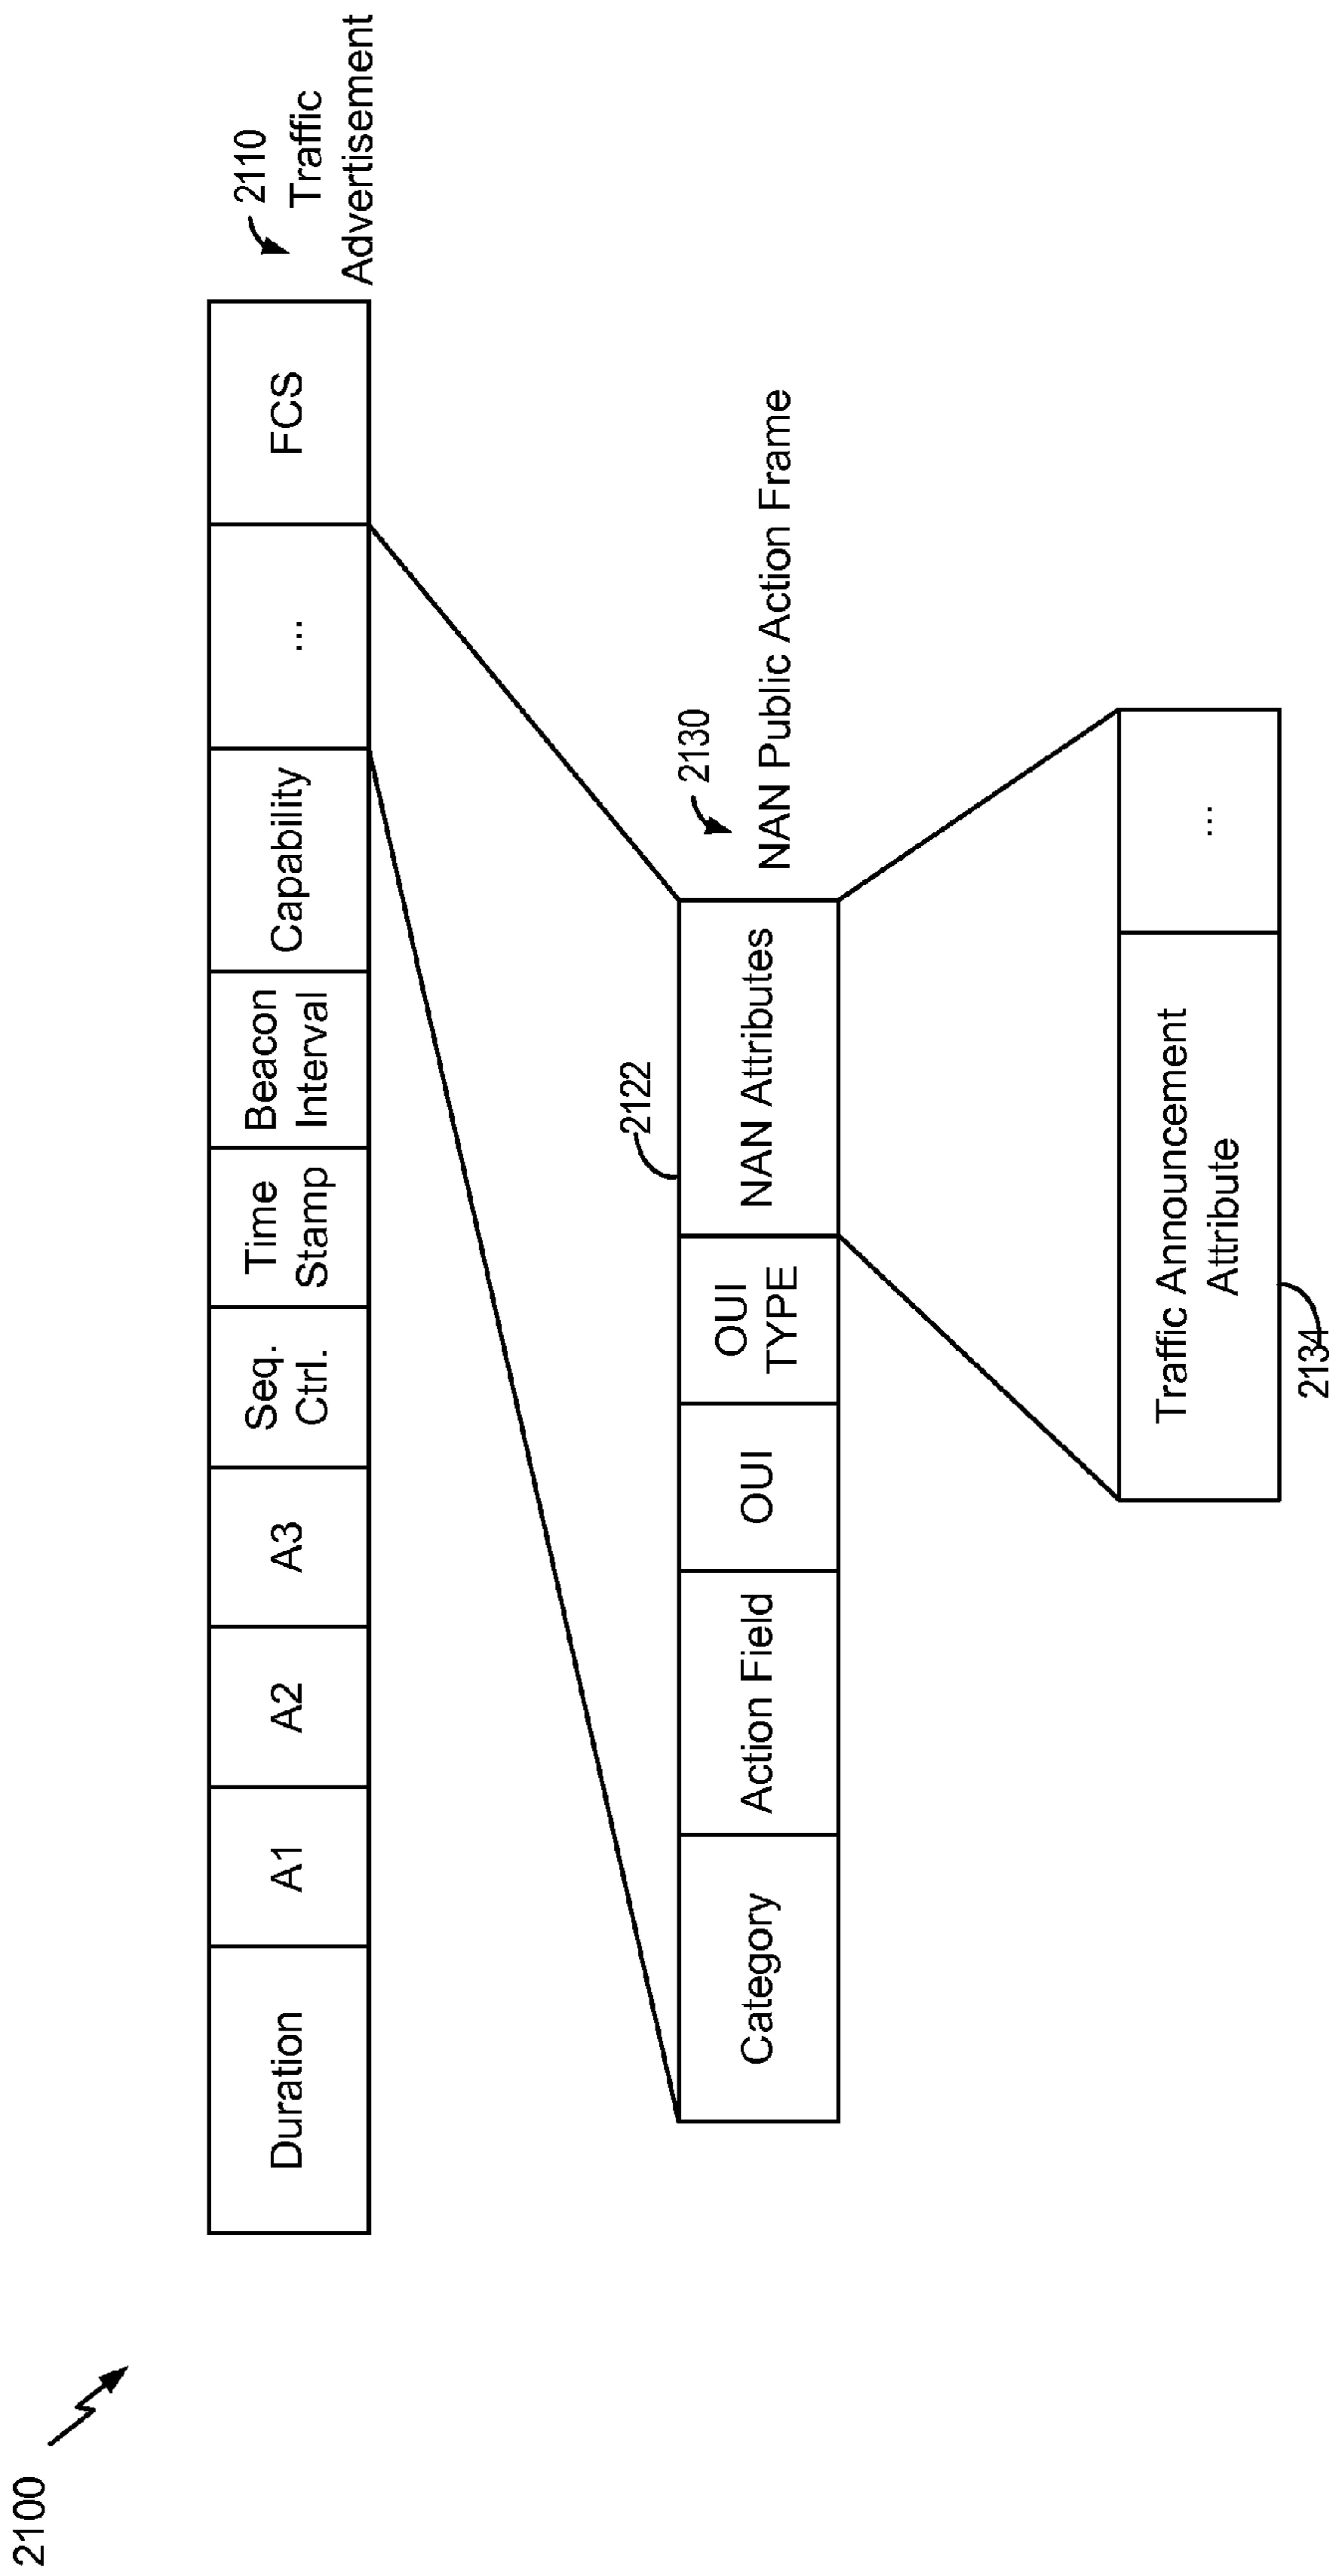 2100
Duration
A1
A2
A3
Seq.
Ctrl.
Time
Stamp
Beacon
Interval
Capability
...
FCS
2110
Traffic
Advertisement
2122
Category
Action Field
OUI
OUI
TYPE
NAN Attributes
2130
NAN Public Action Frame
Traffic Announcement
Attribute
...
2134